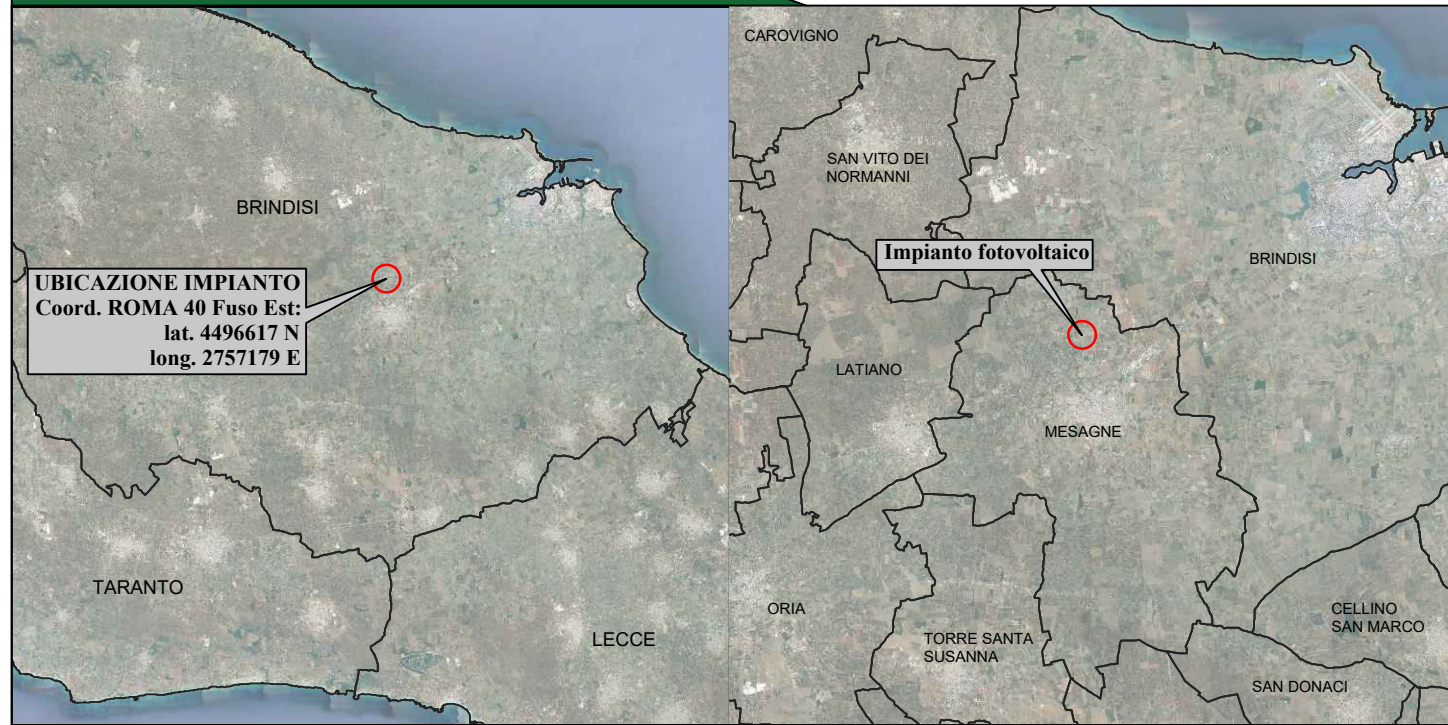 BRINDISI
UBICAZIONE IMPIANTO
Coord. ROMA 40 Fuso Est:
lat. 4496617 N
long. 2757179 E
TARANTO
LECCE
CAROVIGNO
SAN VITO DEI
NORMANNI
Impianto fotovoltaico
BRINDISI
LATIANO
MESAGNE
ORIA
TORRE SANTA
SUSANNA
CELLINO
SAN MARCO
SAN DONACI